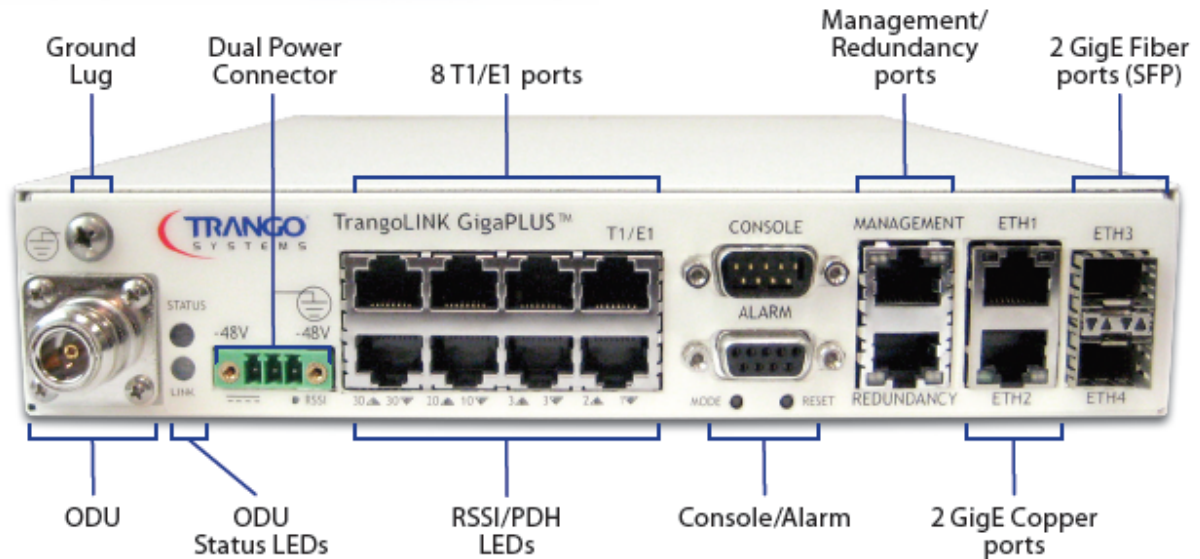 Ground
Lug
Dual Power
Connector
8 T1/E1 ports
Management/
Redundancy
ports
2 GigE Fiber
ports (SFP)
TRANGO
SYSTEMS
TrangoLINK GigaPLUS™
T1/E1
CONSOLE
MANAGEMENT
ETH1
ETH3
STATUS
-48V
-48V
ALARM
LINK
RSSI
MODE
RESET
REDUNDANCY
ETH2
ETH4
ODU
ODU
Status LEDs
RSSI/PDH
LEDs
Console/Alarm
2 GigE Copper
ports